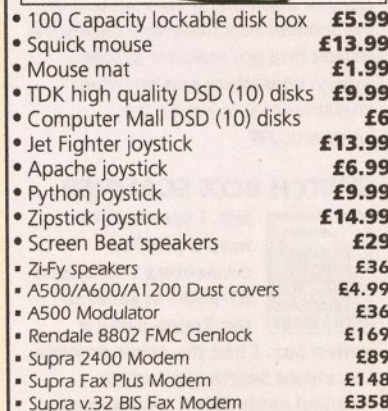 • 100 Capacity lockable disk box £5.99
• Squick mouse £13.99
• Mouse mat £1.99
• TDK high quality DSD (10) disks £9.99
• Computer Mall DSD (10) disks £6
• Jet Fighter joystick £13.99
• Apache joystick £6.99
• Python joystick £9.99
• Zipstick joystick £14.99
• Screen Beat speakers £29
▪ Zi-Fy speakers £36
▪ A500/A600/A1200 Dust covers £4.99
▪ A500 Modulator £36
▪ Rendale 8802 FMC Genlock £169
▪ Supra 2400 Modem £89
▪ Supra Fax Plus Modem £148
▪ Supra v.32 BIS Fax Modem £358